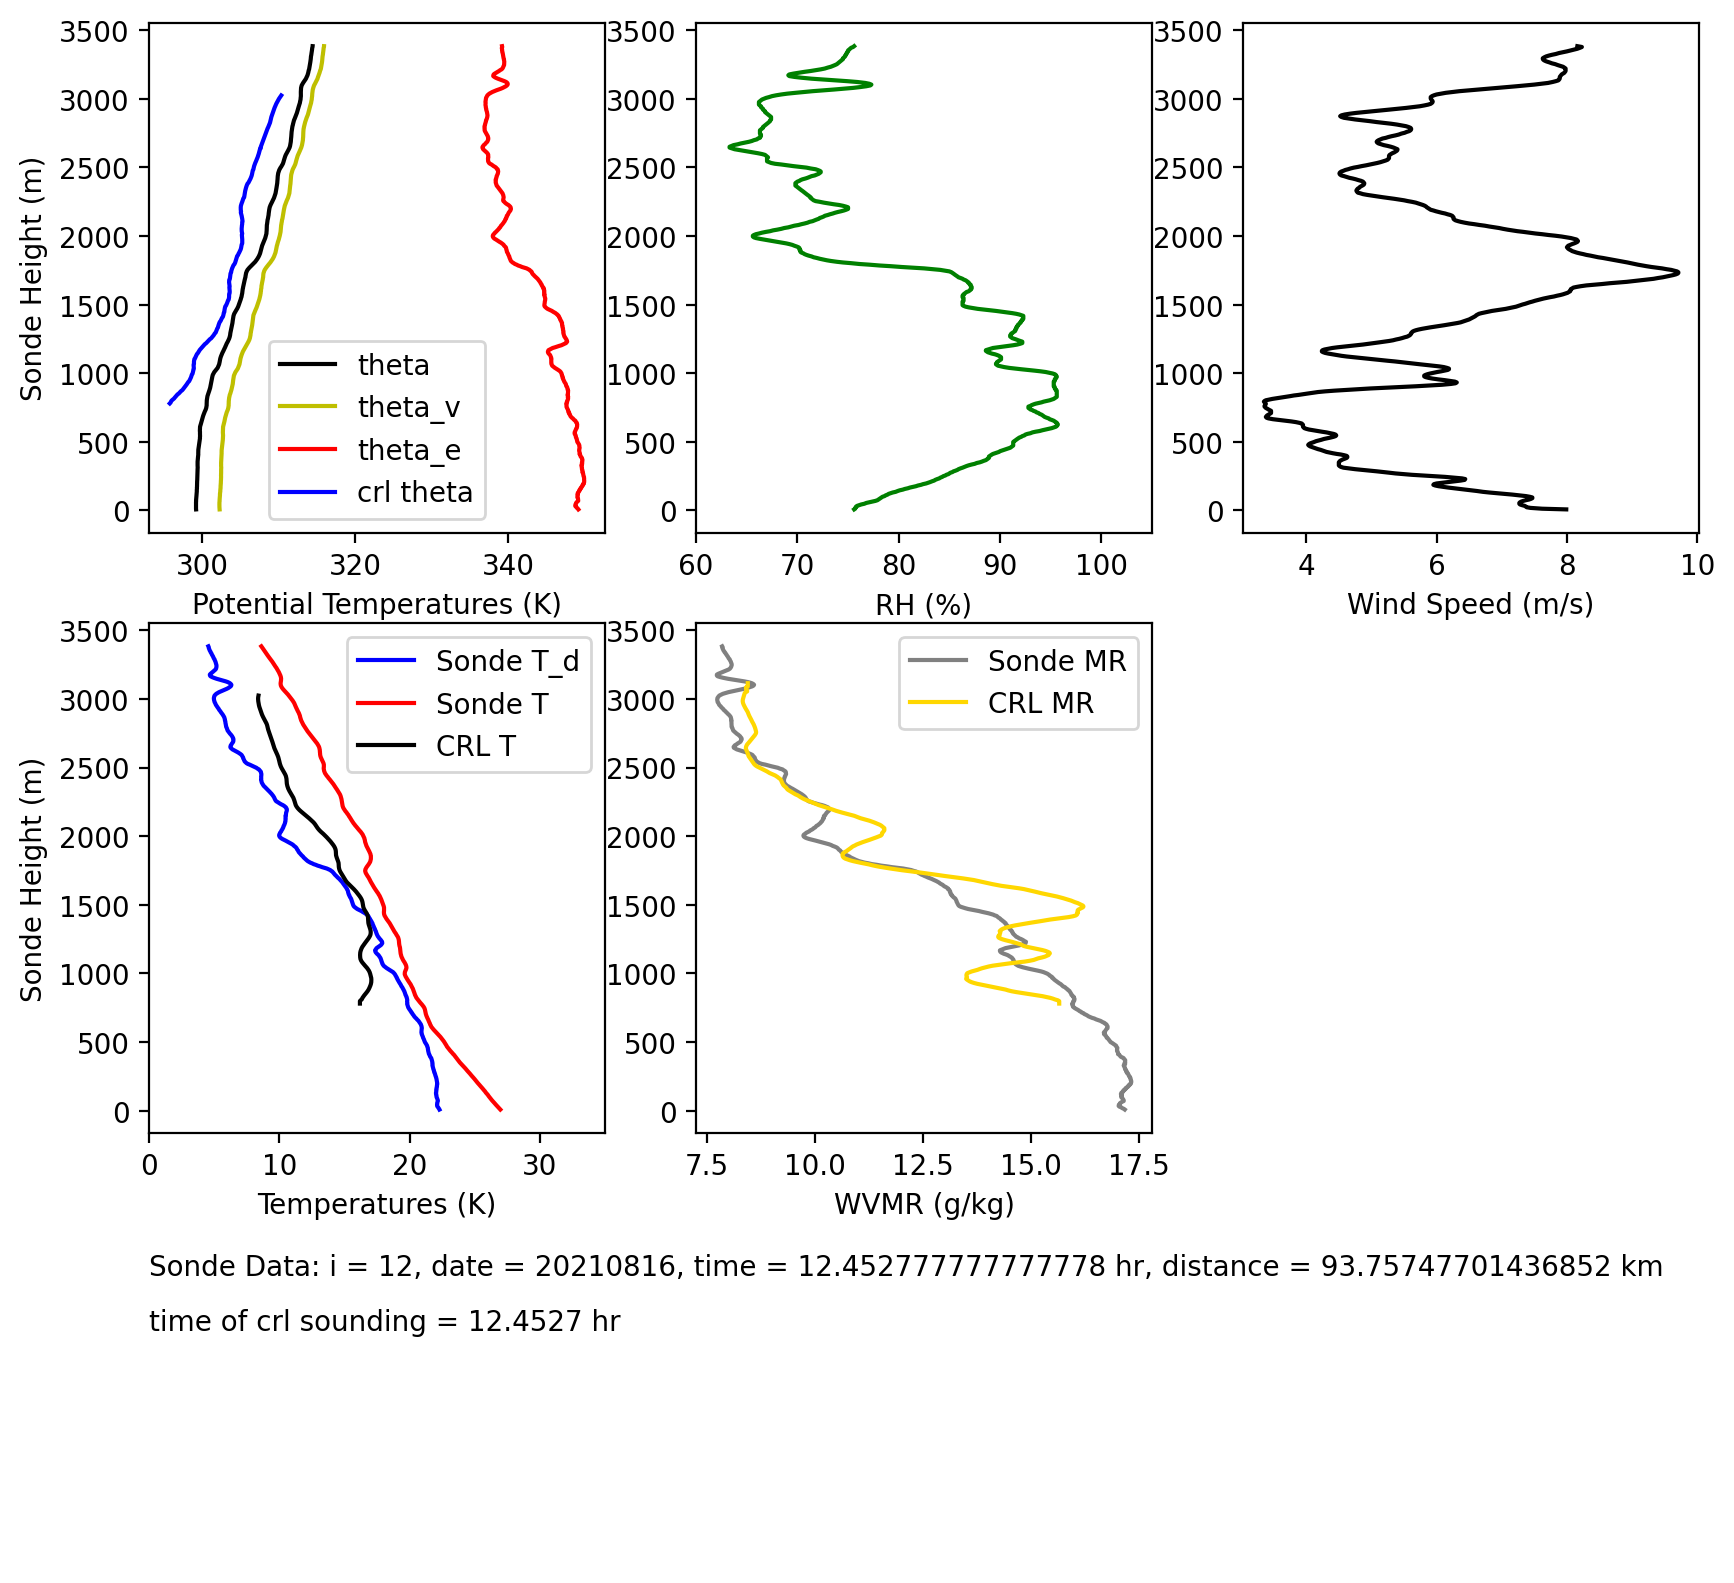 3500
3000
2500
2000
1500
1000
500
0
Sonde Height (m)
theta
theta_v
theta_e
crl theta
300 320 340
Potential Temperatures (K)
3500
3000
2500
2000
1500
1000
500
0
60 70 80 90 100
RH (%)
3500
3000
2500
2000
1500
1000
500
0
4 6 8 10
Wind Speed (m/s)
3500
3000
2500
2000
1500
1000
500
0
Sonde Height (m)
Sonde T_d
Sonde T
CRL T
0 10 20 30
Temperatures (K)
3500
3000
2500
2000
1500
1000
500
0
Sonde MR
CRL MR
7.5 10.0 12.5 15.0 17.5
WVMR (g/kg)
Sonde Data: i = 12, date = 20210816, time = 12.452777777777778 hr, distance = 93.75747701436852 km
time of crl sounding = 12.4527 hr